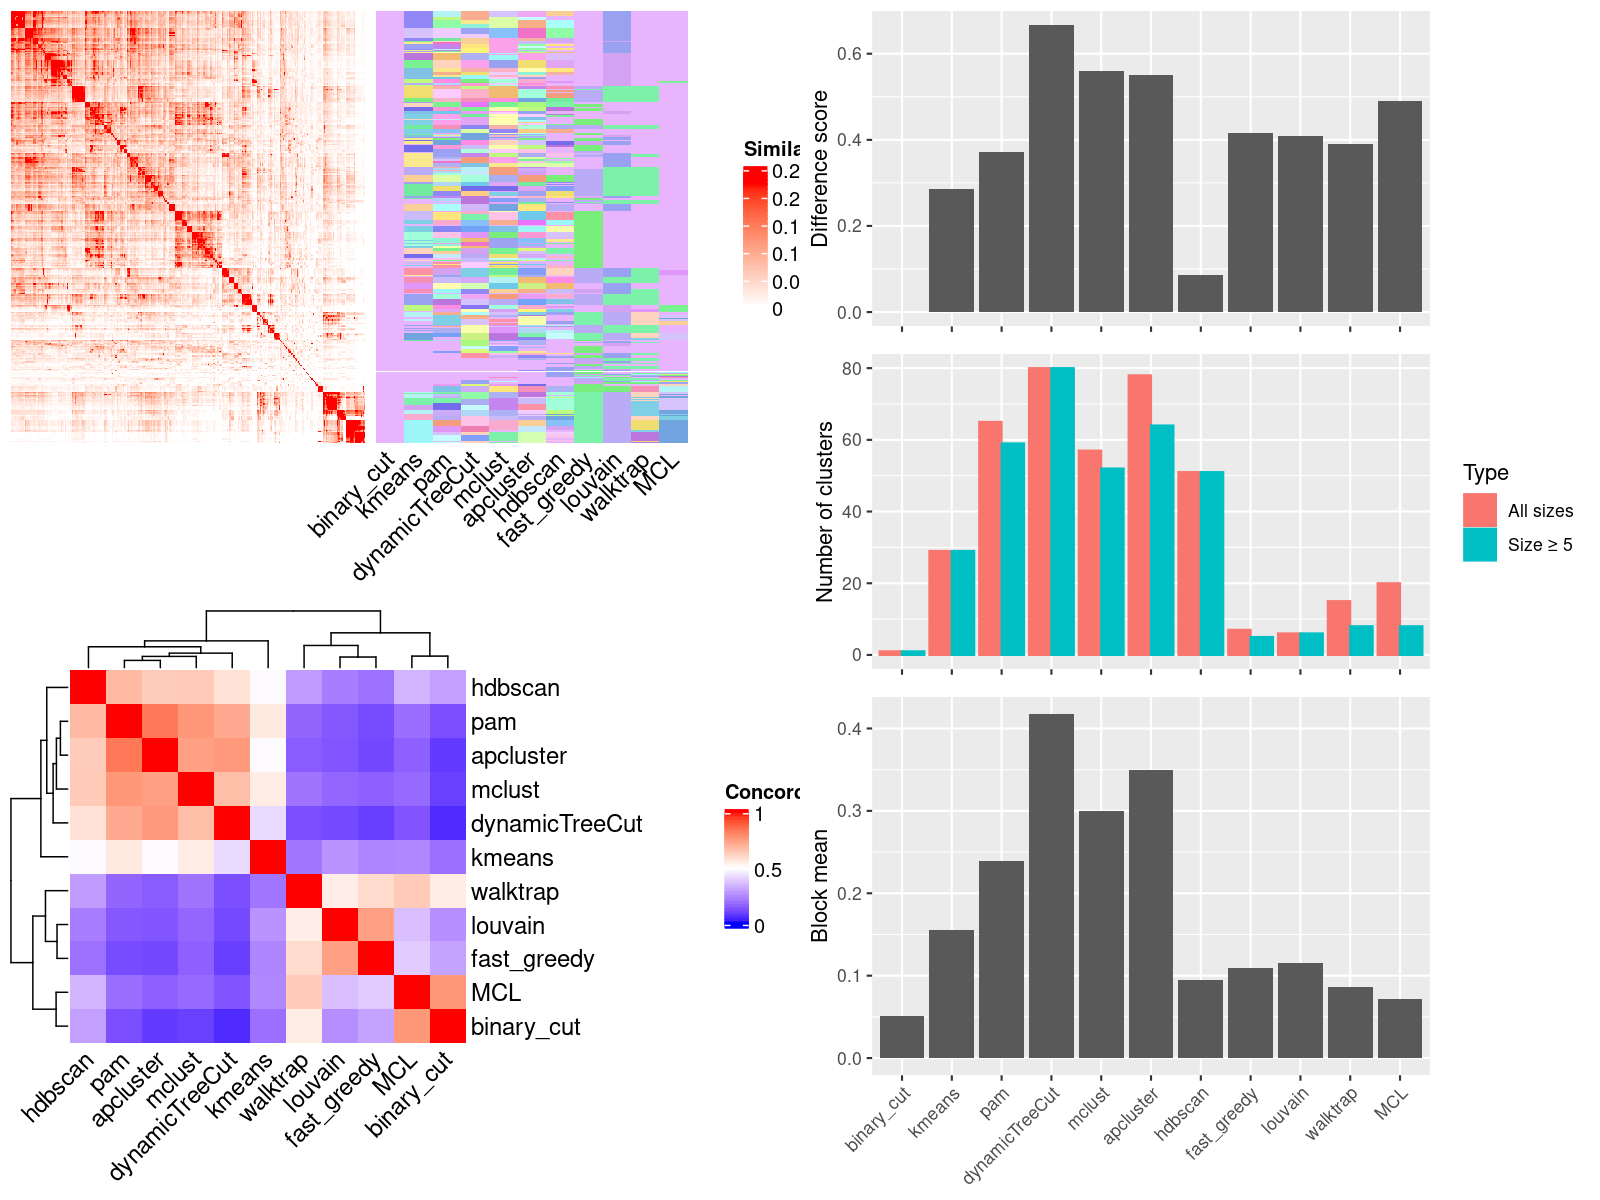 Simila
0.2
0.2
0.1
0.1
0.0
0
binary_cut
kmeans
pam
dynamicTreeCut
mclust
apcluster
hdbscan
fast_greedy
louvain
walktrap
MCL
hdbscan
pam
apcluster
mclust
dynamicTreeCut
kmeans
walktrap
louvain
fast_greedy
MCL
binary_cut
hdbscan
pam
apcluster
mclust
dynamicTreeCut
kmeans
walktrap
louvain
fast_greedy
MCL
binary_cut
Concord
1
0.5
0
Difference score
0.6
0.4
0.2
0.0
Number of clusters
80
60
40
20
0
Type
All sizes
Size ≥ 5
Block mean
0.4
0.3
0.2
0.1
0.0
binary_cut
kmeans
pam
dynamicTreeCut
mclust
apcluster
hdbscan
fast_greedy
louvain
walktrap
MCL